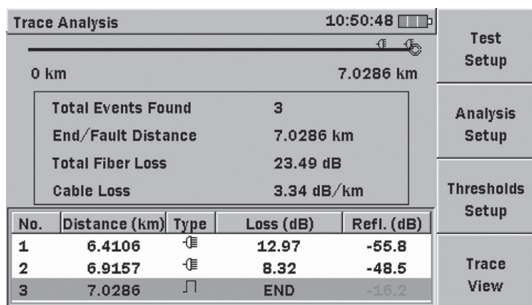 Trace Analysis 10:50:48
0 km 7.0286 km
Total Events Found 3
End/Fault Distance 7.0286 km
Total Fiber Loss 23.49 dB
Cable Loss 3.34 dB/km
No. Distance (km) Type Loss (dB) Refl. (dB)
1 6.4106 12.97 -55.8
2 6.9157 8.32 -48.5
3 7.0286 END -16.2
Test
Setup
Analysis
Setup
Thresholds
Setup
Trace
View